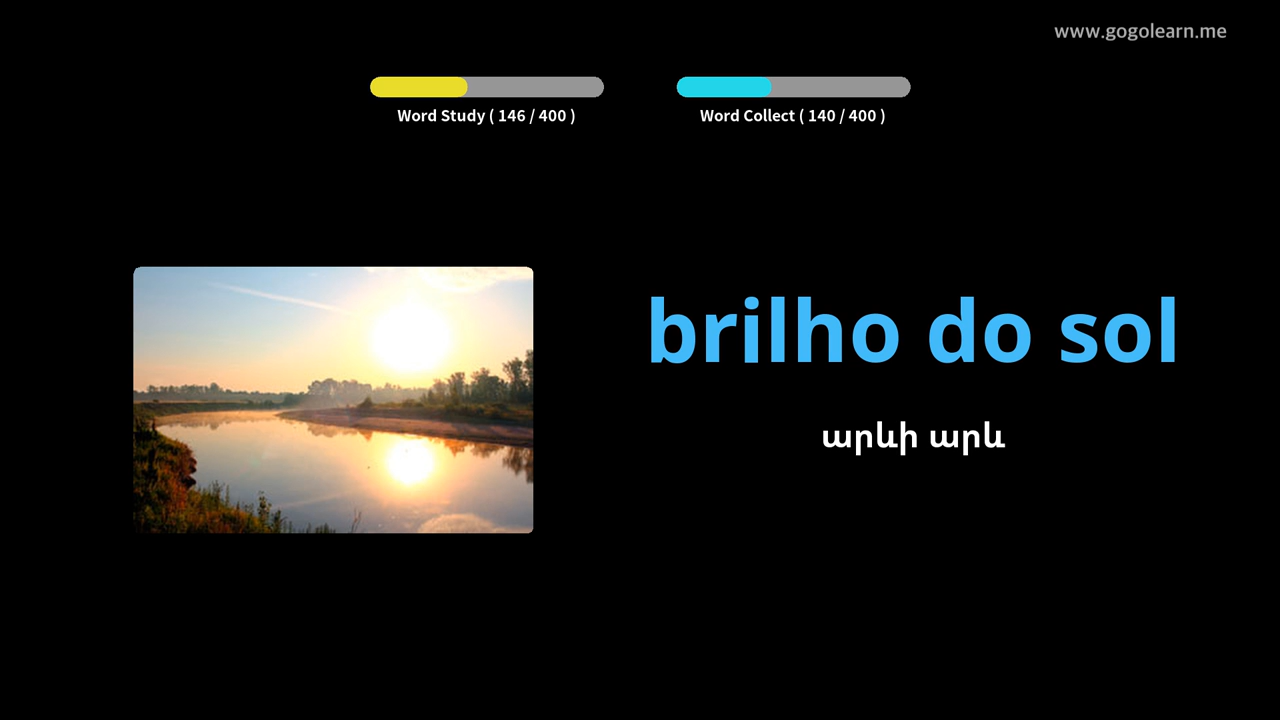 www.gogolearn.me
Word Study ( 146 / 400 )
Word Collect ( 140 / 400 )
brilho do sol
արևի արև